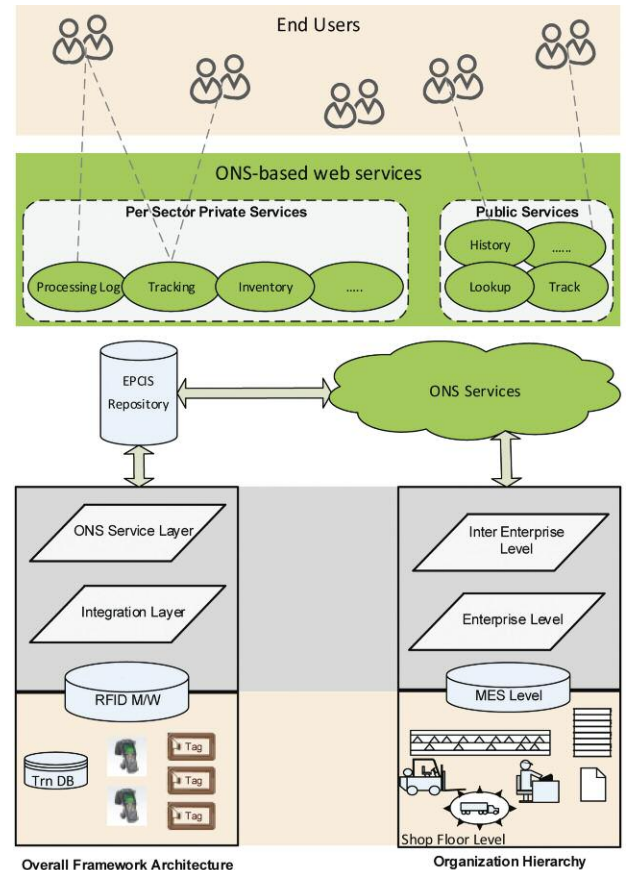 End Users
ONS-based web services
Per Sector Private Services
Public Services
History
......
Processing Log
Tracking
Inventory
.....
Lookup
Track
EPCIS
Repository
ONS Services
ONS Service Layer
Inter Enterprise
Level
Integration Layer
Enterprise Level
RFID M/W
MES Level
Trn DB
Tag
Tag
Tag
Shop Floor Level
Overall Framework Architecture
Organization Hierarchy